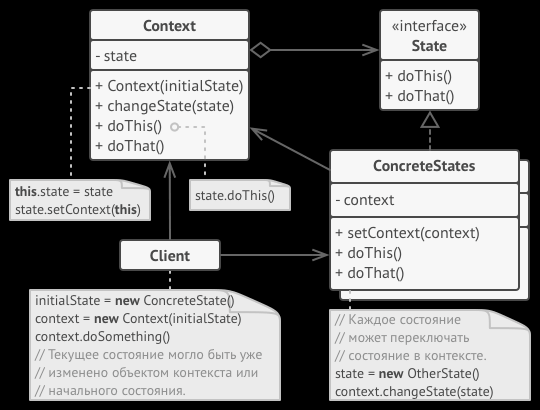 Context
- state
+ Context(initialState)
+ changeState(state)
+ doThis()
+ doThat()
«interface»
State
+ doThis()
+ doThat()
this.state = state
state.setContext(this)
state.doThis()
ConcreteStates
- context
+ setContext(context)
+ doThis()
+ doThat()
Client
initialState = new ConcreteState()
context = new Context(initialState)
context.doSomething()
// Текущее состояние могло быть уже
// изменено объектом контекста или
// начального состояния.
// Каждое состояние
// может переключать
// состояние в контексте.
state = new OtherState()
context.changeState(state)